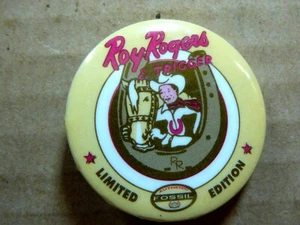 Roy Rogers
& TRIGGER
RR
LIMITED EDITION
FOSSIL